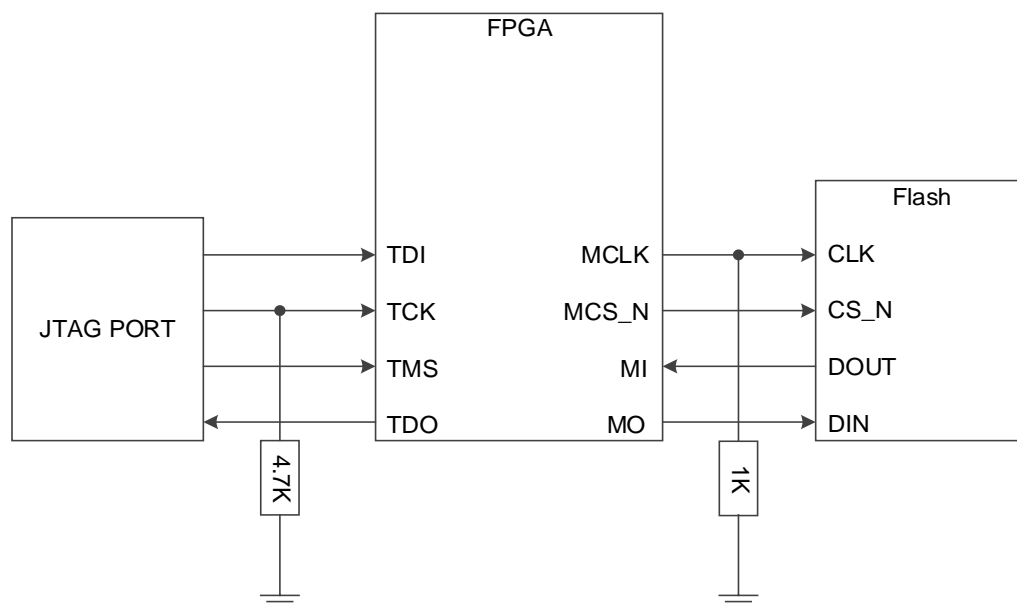 FPGA
Flash
TDI
MCLK
CLK
JTAG PORT
TCK
MCS_N
CS_N
TMS
MI
DOUT
TDO
MO
DIN
4.7K
1K